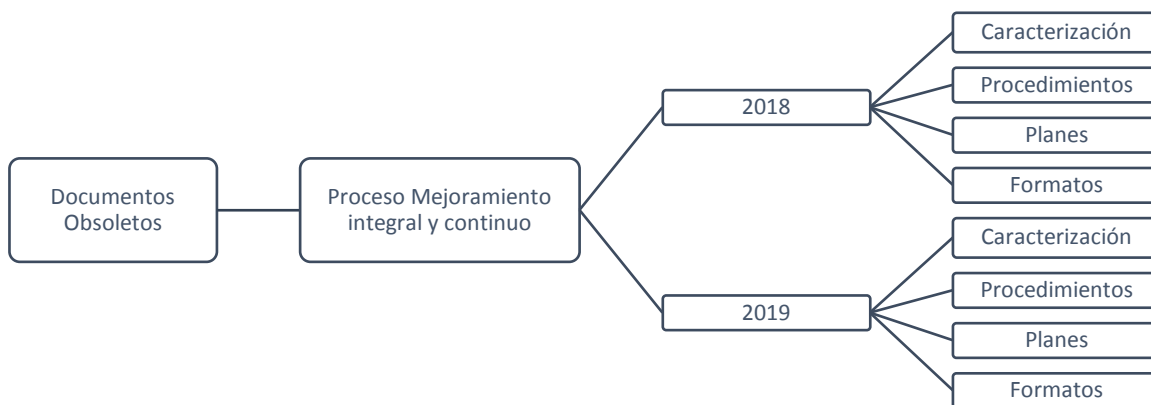 Documentos
Obsoletos
Proceso Mejoramiento
integral y continuo
2018
Caracterización
Procedimientos
Planes
Formatos
2019
Caracterización
Procedimientos
Planes
Formatos